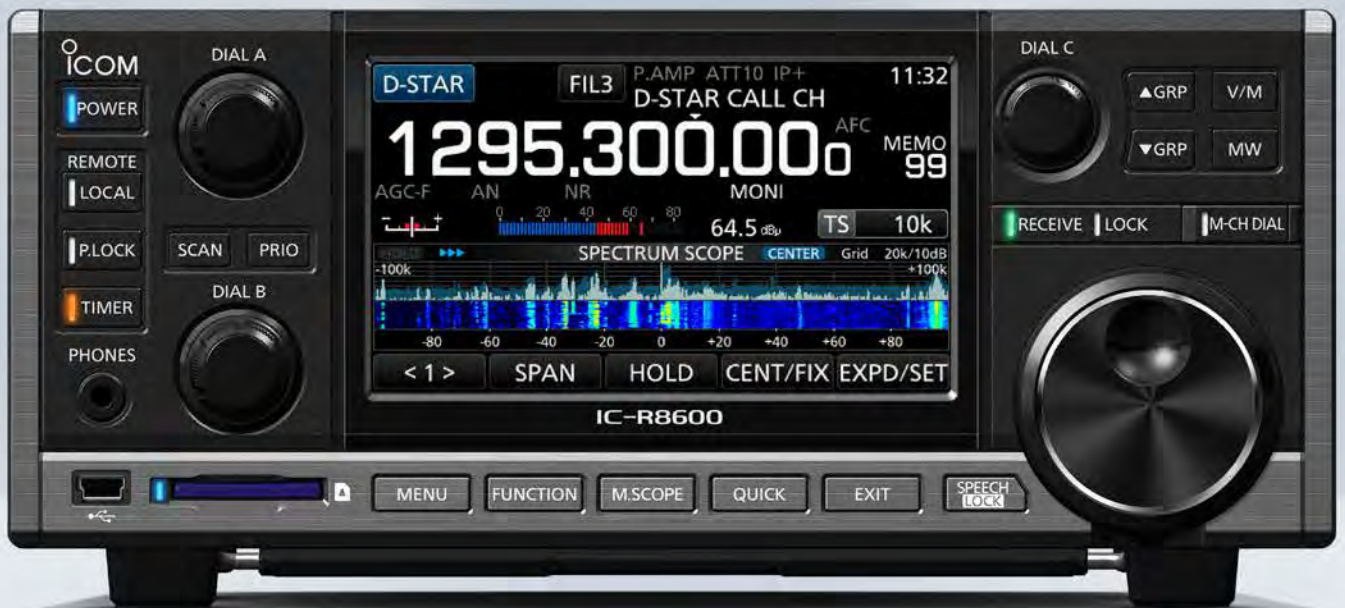 ICOM
POWER
REMOTE
LOCAL
P.LOCK
TIMER
PHONES
DIAL A
SCAN
PRIO
DIAL B
D-STAR
FIL3
P.AMP ATT10 IP+
11:32
D-STAR CALL CH
1295.300.000
AFC
MEMO
99
AGC-F AN NR MONI
- +
0 20 40 60 80
64.5 dBμ
TS 10k
HOLD
SPECTRUM SCOPE CENTER Grid 20k/10dB
-100k +100k
-80 -60 -40 -20 0 +20 +40 +60 +80
< 1 > SPAN HOLD CENT/FIX EXPD/SET
IC-R8600
DIAL C
▲GRP V/M
▼GRP MW
RECEIVE LOCK M-CH DIAL
MENU FUNCTION M.SCOPE QUICK EXIT SPEECH
LOCK